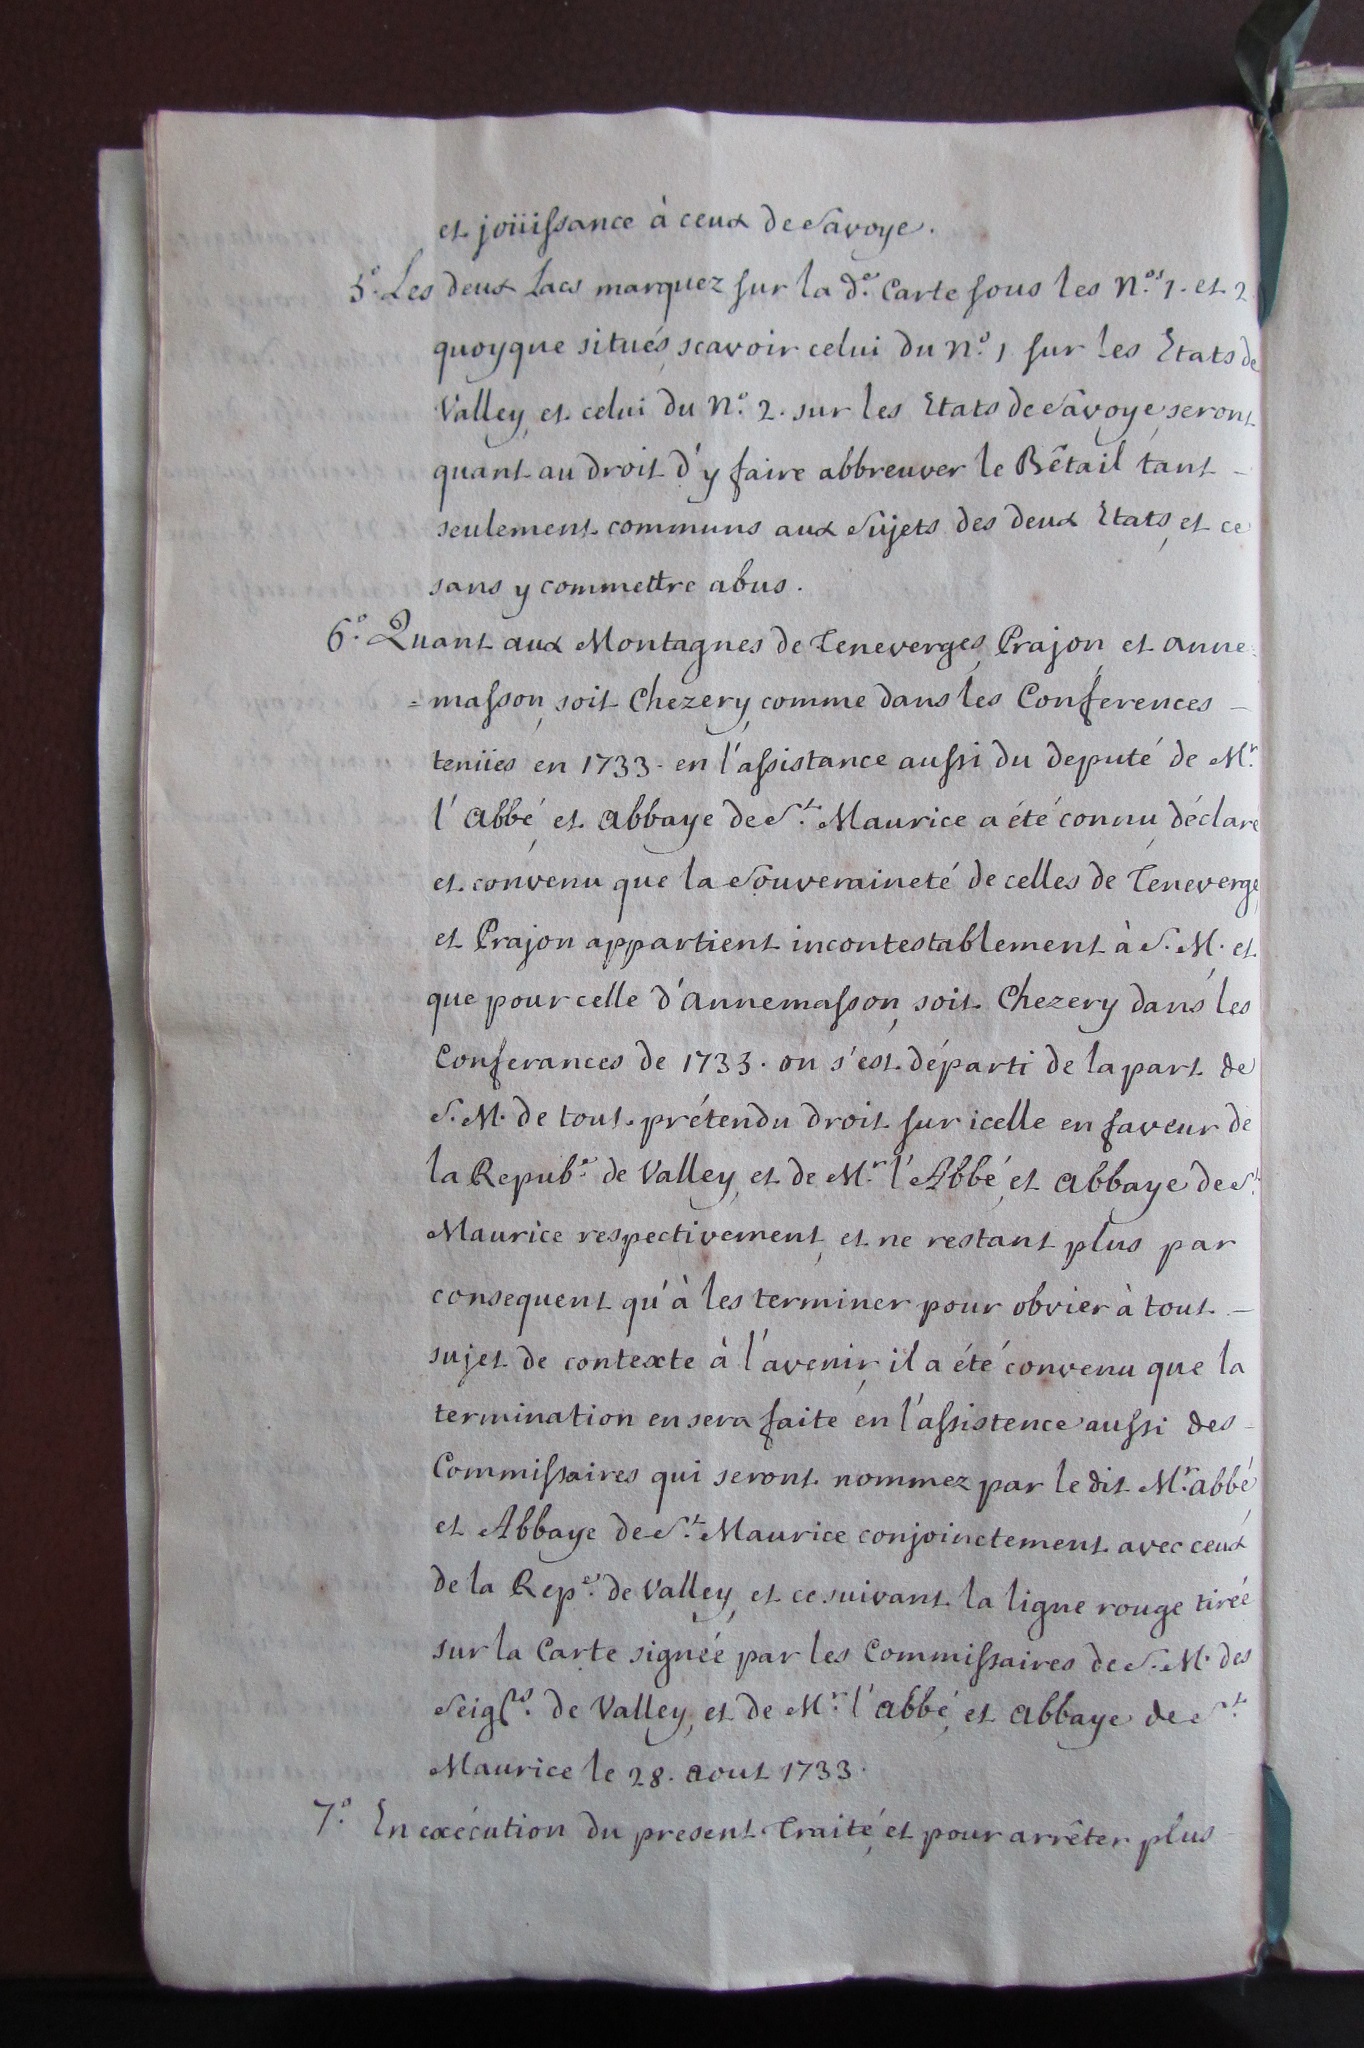 et joüissance à ceux de Savoye.
5.° Les deux Lacs marquez sur la d.e Carte sous les N.os 1. et 2
quoyque situés, scavoir celui du N.° 1 sur les Etats de
Valley, et celui du N.° 2. sur les Etats de Savoye, seront
quant au droit d'y faire abbreuver le Bêtail tant -
seulement communs aux Sujets des deux Etats, et ce
sans y commettre abus.
6.° Quant aux Montagnes de Teneverges, Prajon, et Anne=
=masson, soit Chezery, comme dans les Conferences -
tenües en 1733. en l'assistance aussi du deputé de M.r
l'Abbé, et Abbaye de S.t Maurice a été connu, déclaré
et convenu que la Souveraineté de celles de Teneverge,
et Prajon appartient incontestablement à S. M. et
que pour celle d'Annemasson, soit Chezery dans les
Conferances de 1733. on s'est départi de la part de
S. M. de tout prétendu droit sur icelle en faveur de
la Repub.e de Valley, et de M.r l'Abbé, et Abbaye de S.t
Maurice respectivement, et ne restant plus par
consequent qu'à les terminer pour obvier à tout -
sujet de contexte à l'avenir, il a été convenu que la
termination en sera faite en l'assistence aussi des -
Commissaires qui seront nommez par le dit M.r Abbé
et Abbaye de S.t Maurice conjoinctement avec ceux
de la Rep.e de Valley, et ce suivant la ligne rouge tirée
sur la Carte signée par les Commissaires de S. M. des
Seig.rs de Valley, et de M.r l'Abbé, et Abbaye de S.t
Maurice le 28. Aout 1733.
7.° En exécution du present Traité, et pour arrêter plus -